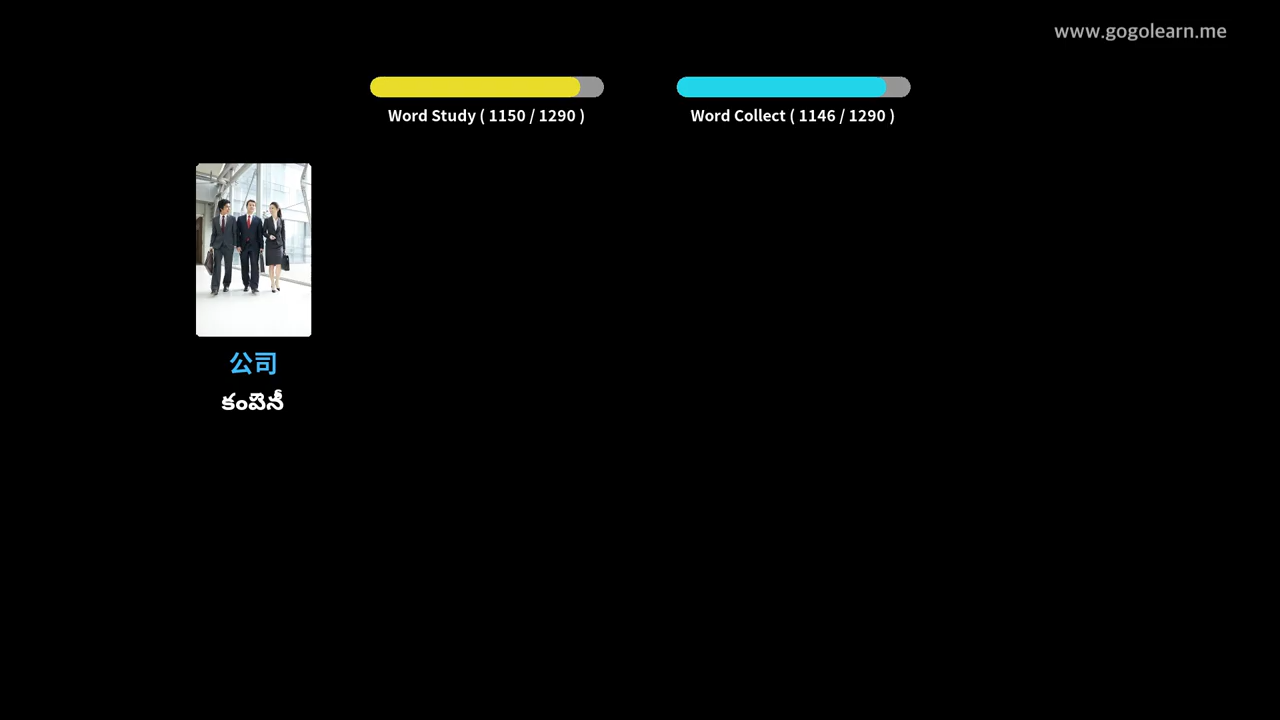 www.gogolearn.me
Word Study ( 1150 / 1290 )
Word Collect ( 1146 / 1290 )
公司
కంపెనీ